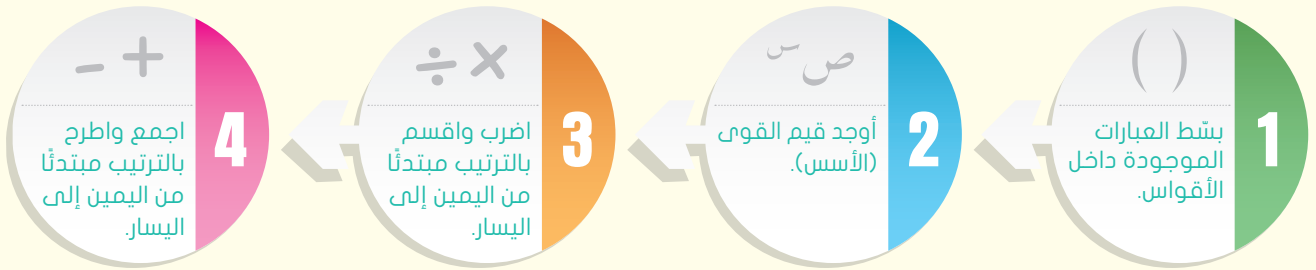 1
( )
بسّط العبارات
الموجودة داخل
الأقواس.
2
ص س
أوجد قيم القوى
(الأسس).
3
× ÷
اضرب واقسم
بالترتيب مبتدئًا
من اليمين إلى
اليسار.
4
+ −
اجمع واطرح
بالترتيب مبتدئًا
من اليمين إلى
اليسار.